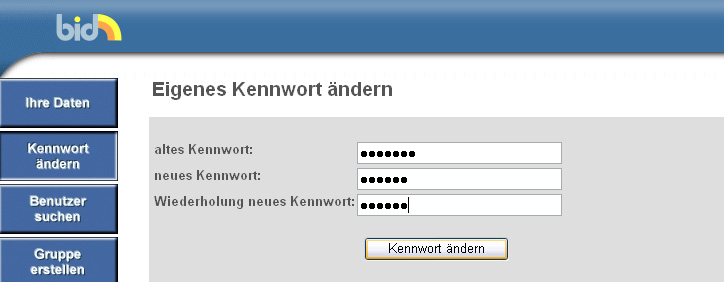 bid
Eigenes Kennwort ändern
Ihre Daten
Kennwort
ändern
Benutzer
suchen
Gruppe
erstellen
altes Kennwort: •••••••
neues Kennwort: ••••••
Wiederholung neues Kennwort: ••••••
Kennwort ändern